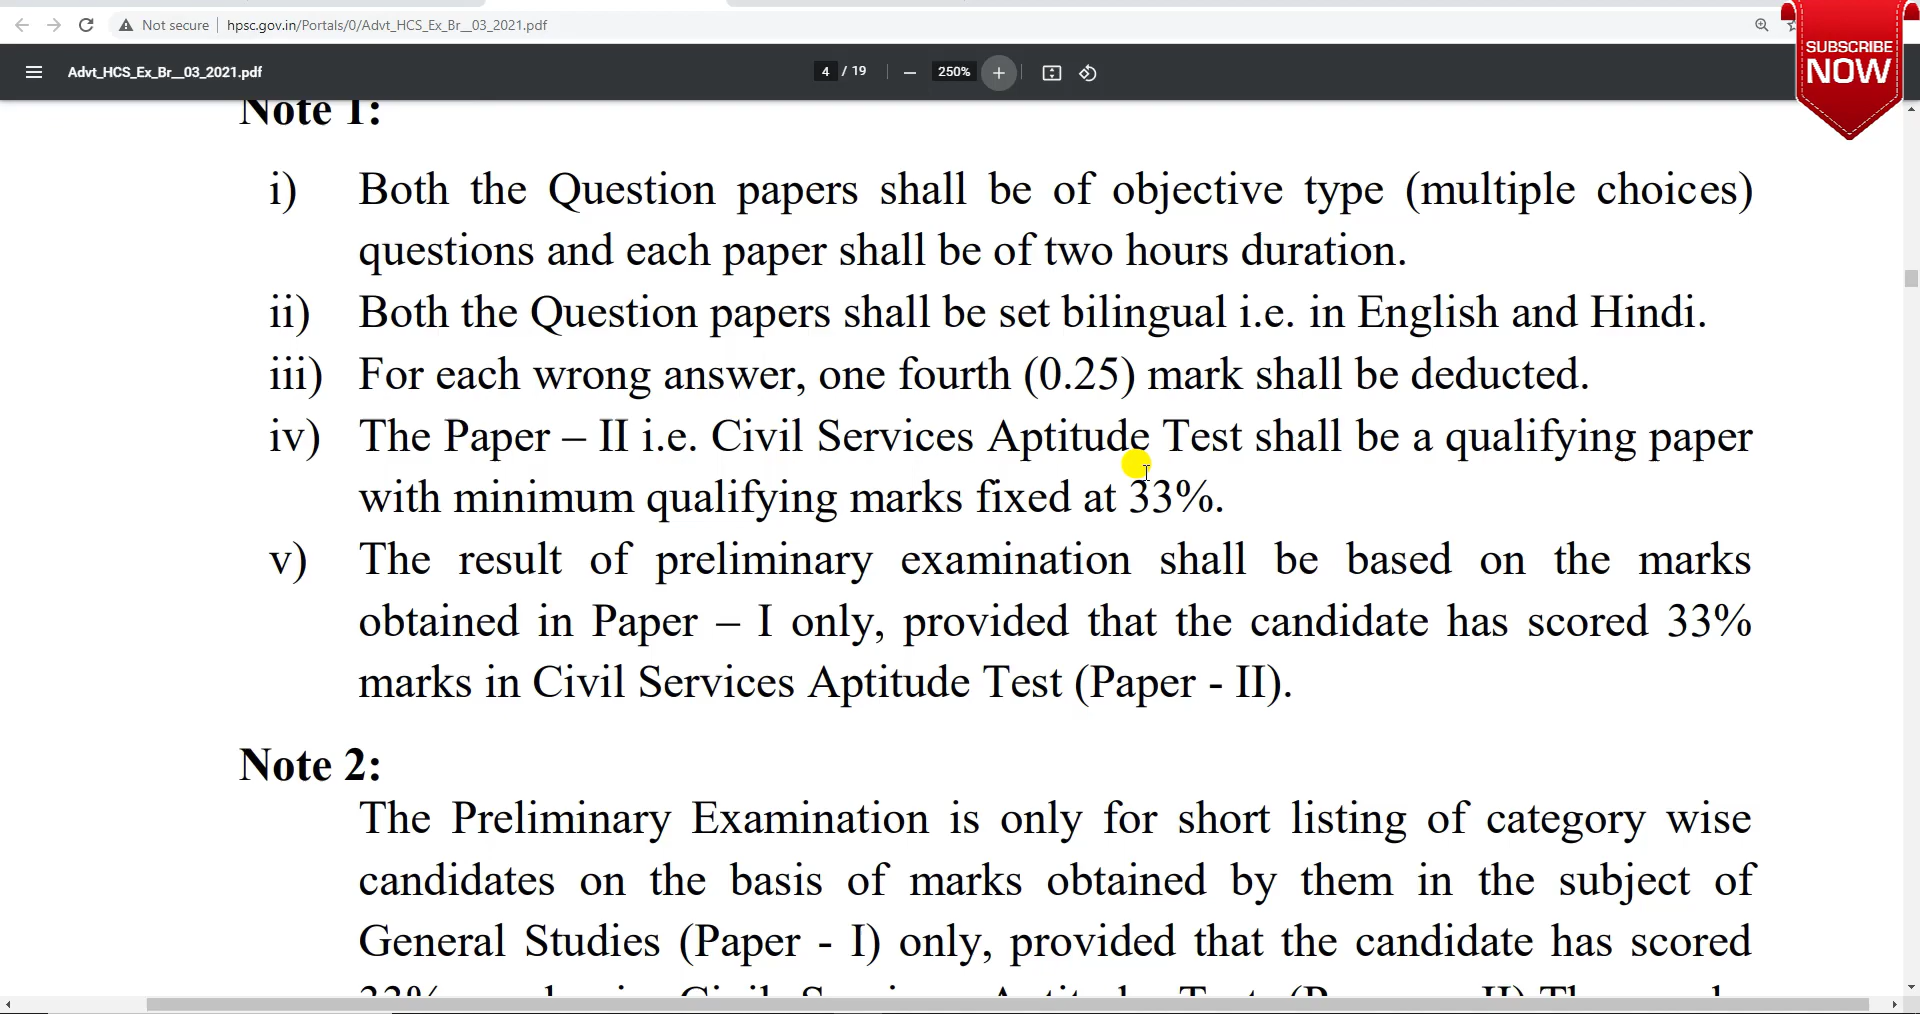 Not secure
hpsc.gov.in/Portals/0/Advt_HCS_Ex_Br__03_2021.pdf
SUBSCRIBE
NOW
Advt_HCS_Ex_Br__03_2021.pdf
4 / 19
250%
Note 1:
i) Both the Question papers shall be of objective type (multiple choices)
questions and each paper shall be of two hours duration.
ii) Both the Question papers shall be set bilingual i.e. in English and Hindi.
iii) For each wrong answer, one fourth (0.25) mark shall be deducted.
iv) The Paper – II i.e. Civil Services Aptitude Test shall be a qualifying paper
with minimum qualifying marks fixed at 33%.
v) The result of preliminary examination shall be based on the marks
obtained in Paper – I only, provided that the candidate has scored 33%
marks in Civil Services Aptitude Test (Paper - II).
Note 2:
The Preliminary Examination is only for short listing of category wise
candidates on the basis of marks obtained by them in the subject of
General Studies (Paper - I) only, provided that the candidate has scored